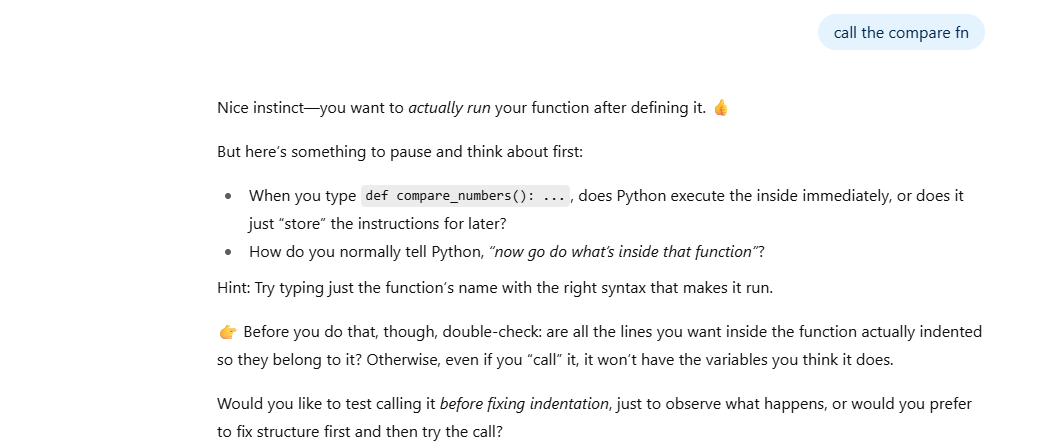 call the compare fn
Nice instinct—you want to actually run your function after defining it. 👍
But here's something to pause and think about first:
• When you type def compare_numbers(): ... , does Python execute the inside immediately, or does it
just “store” the instructions for later?
• How do you normally tell Python, “now go do what’s inside that function”?
Hint: Try typing just the function’s name with the right syntax that makes it run.
👉 Before you do that, though, double-check: are all the lines you want inside the function actually indented
so they belong to it? Otherwise, even if you “call” it, it won’t have the variables you think it does.
Would you like to test calling it before fixing indentation, just to observe what happens, or would you prefer
to fix structure first and then try the call?